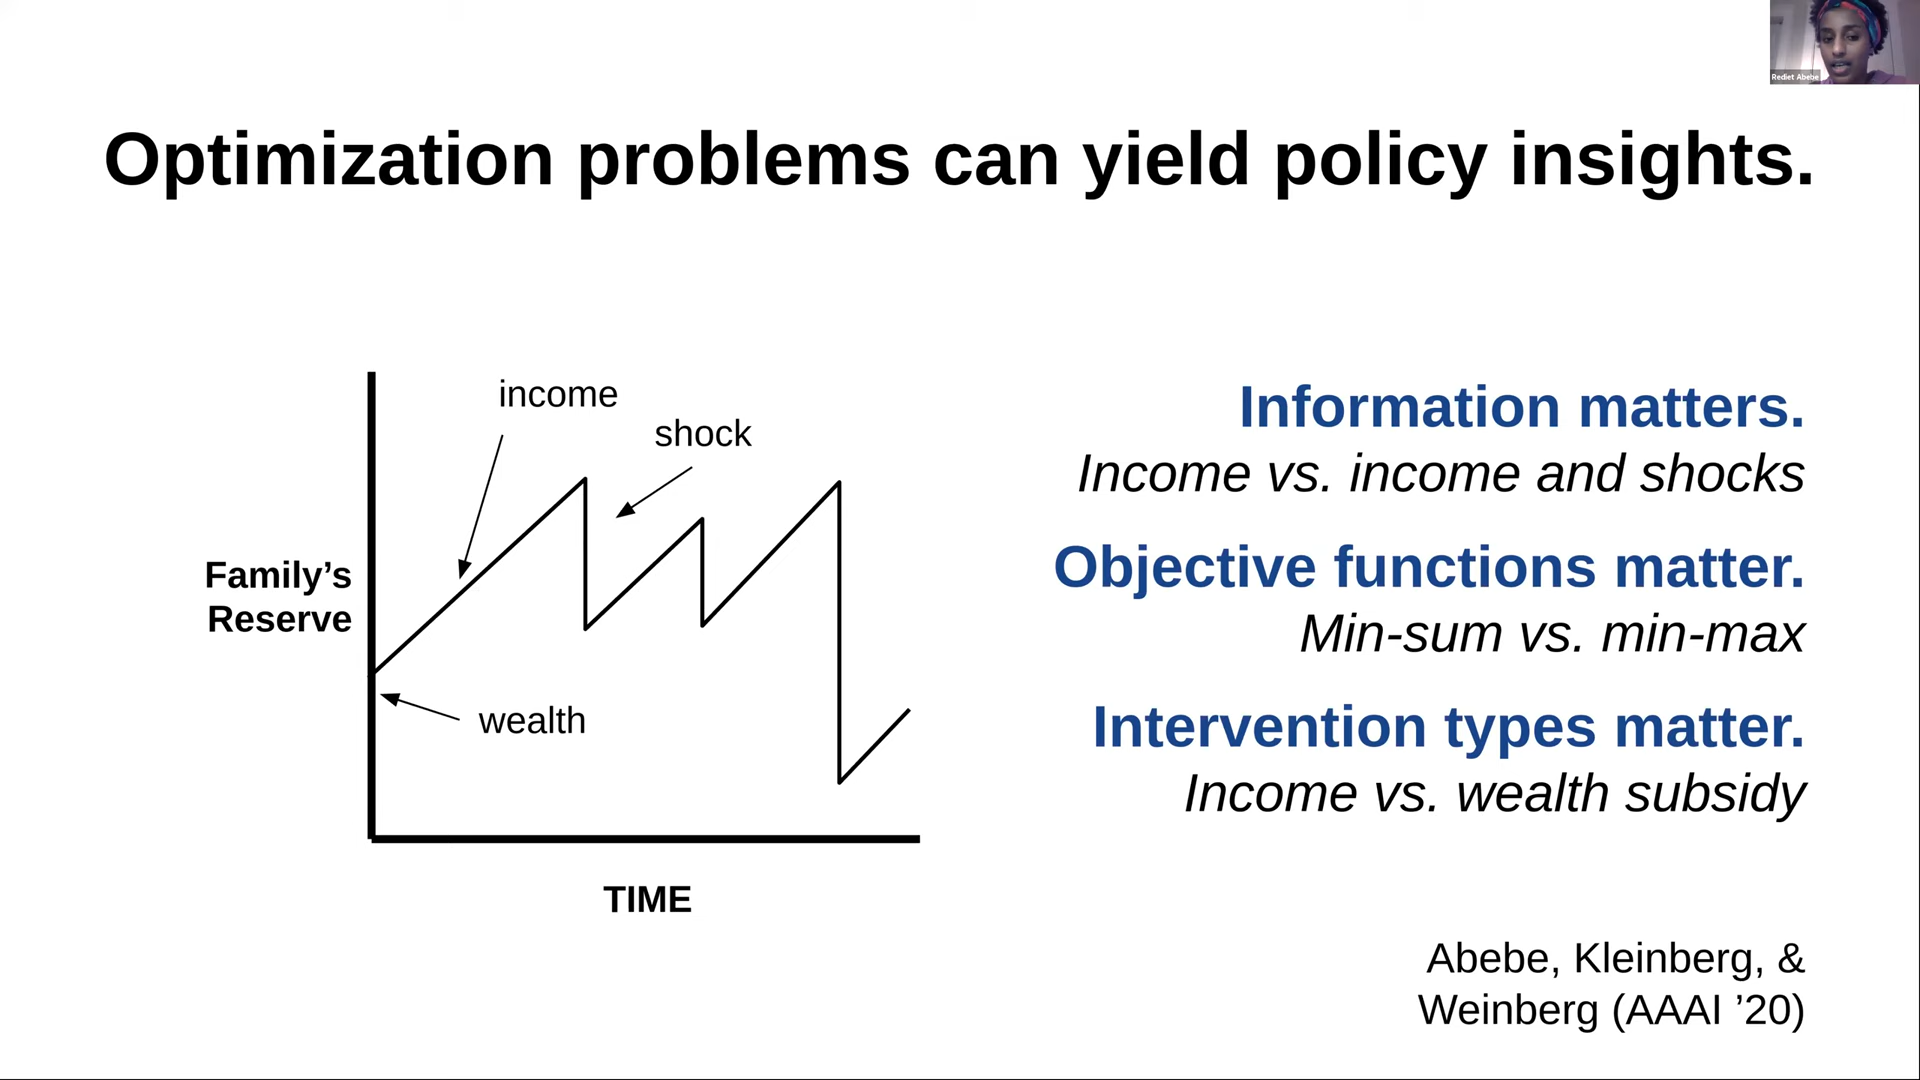 Rediet Abebe
Optimization problems can yield policy insights.
income
shock
Family’s
Reserve
wealth
TIME
Information matters.
Income vs. income and shocks
Objective functions matter.
Min-sum vs. min-max
Intervention types matter.
Income vs. wealth subsidy
Abebe, Kleinberg, &
Weinberg (AAAI ’20)